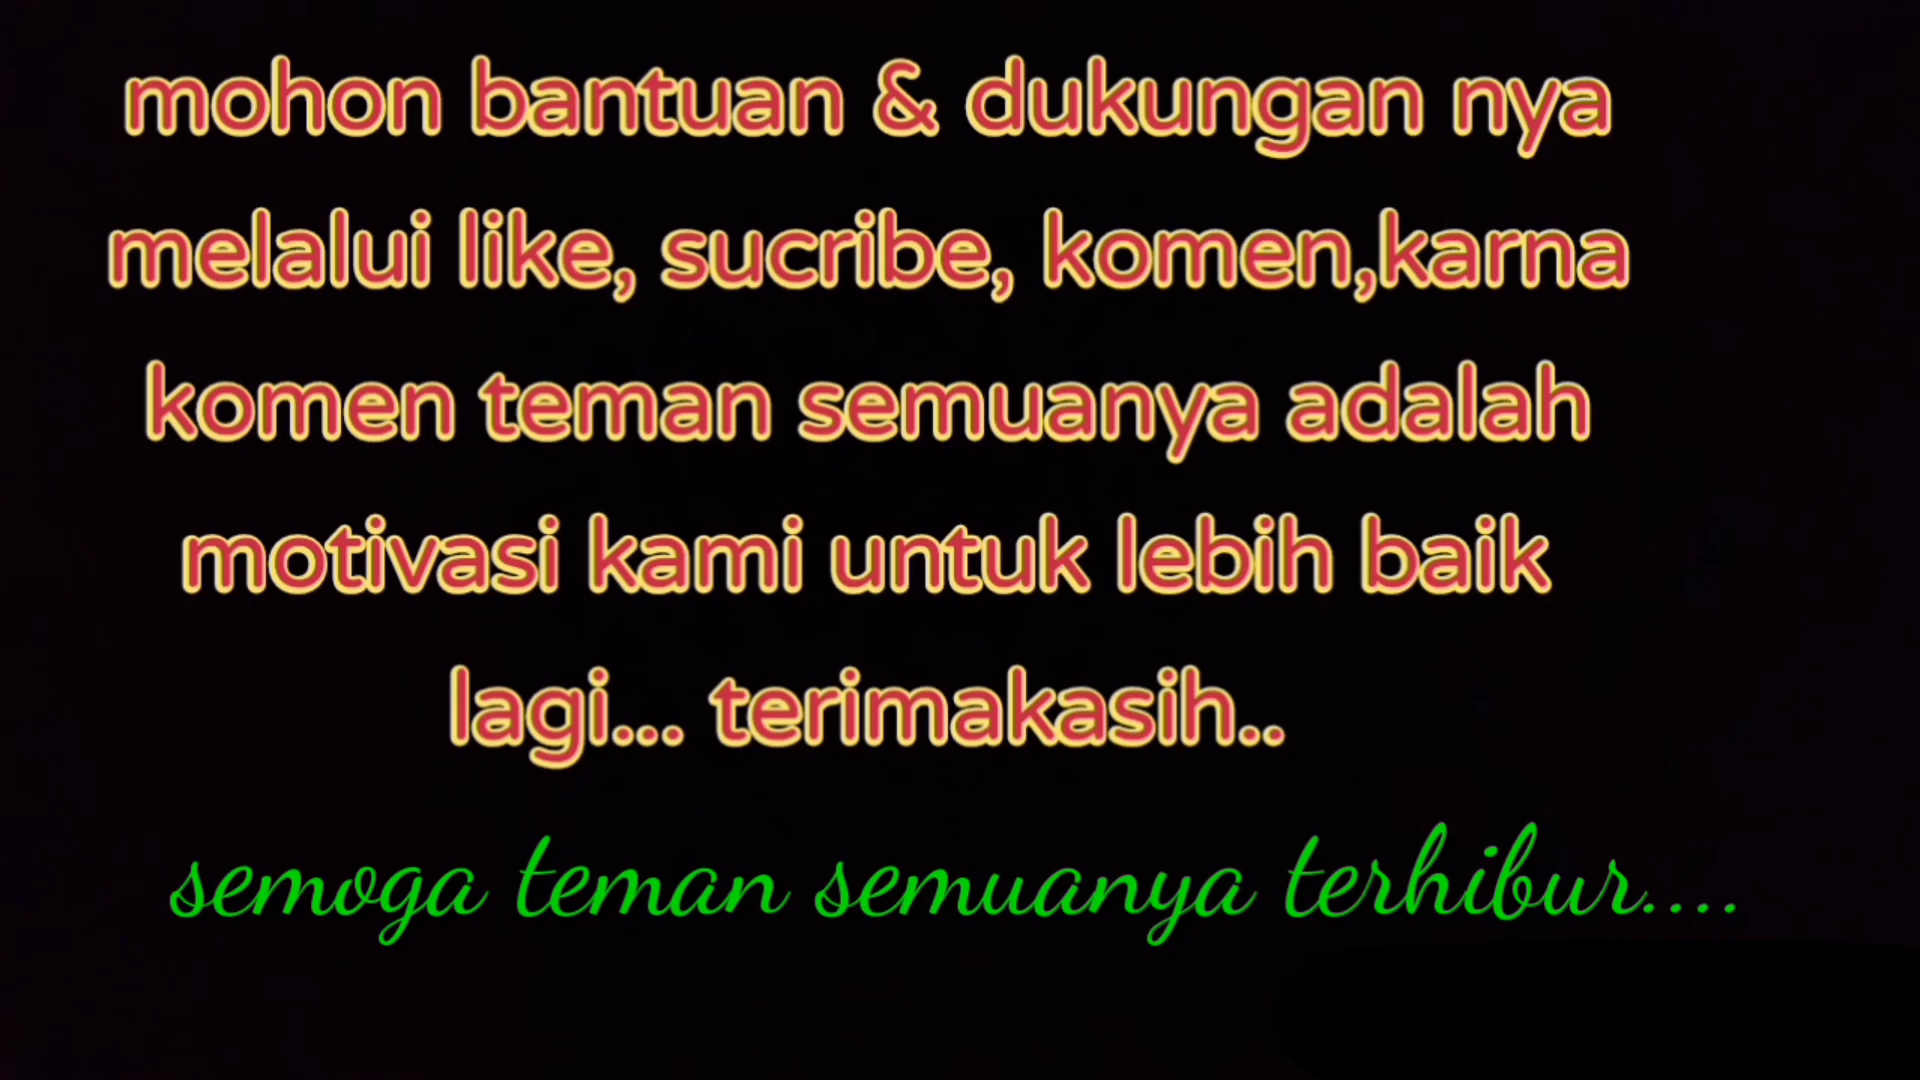 mohon bantuan & dukungan nya
melalui like, sucribe, komen,karna
komen teman semuanya adalah
motivasi kami untuk lebih baik
lagi... terimakasih..
semoga teman semuanya terhibur....